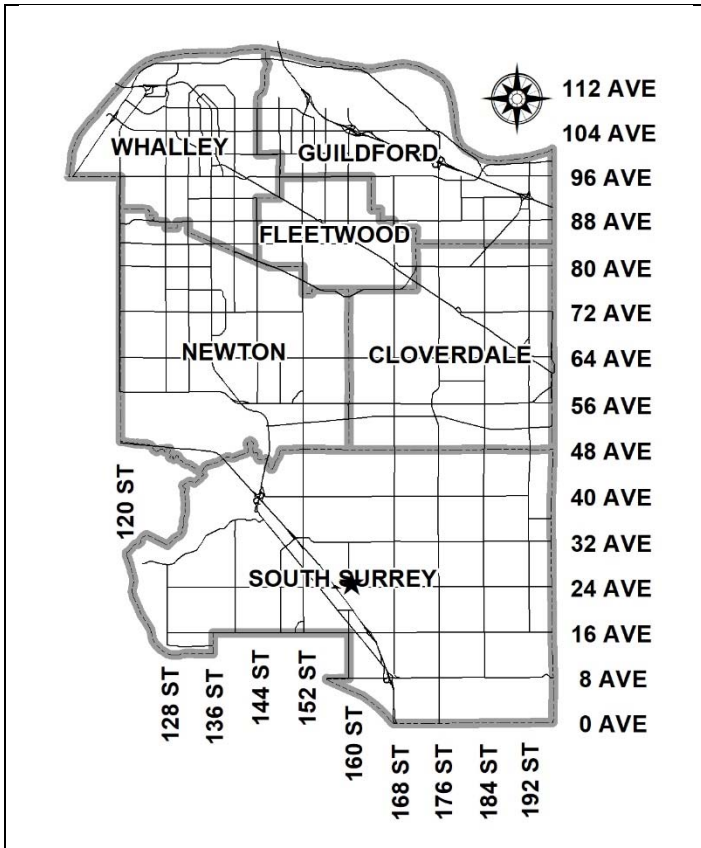 112 AVE
104 AVE
WHALLEY
GUILDFORD
96 AVE
88 AVE
FLEETWOOD
80 AVE
72 AVE
NEWTON
CLOVERDALE
64 AVE
56 AVE
48 AVE
120 ST
40 AVE
32 AVE
SOUTH SURREY
24 AVE
16 AVE
128 ST
136 ST
144 ST
152 ST
160 ST
8 AVE
0 AVE
168 ST
176 ST
184 ST
192 ST